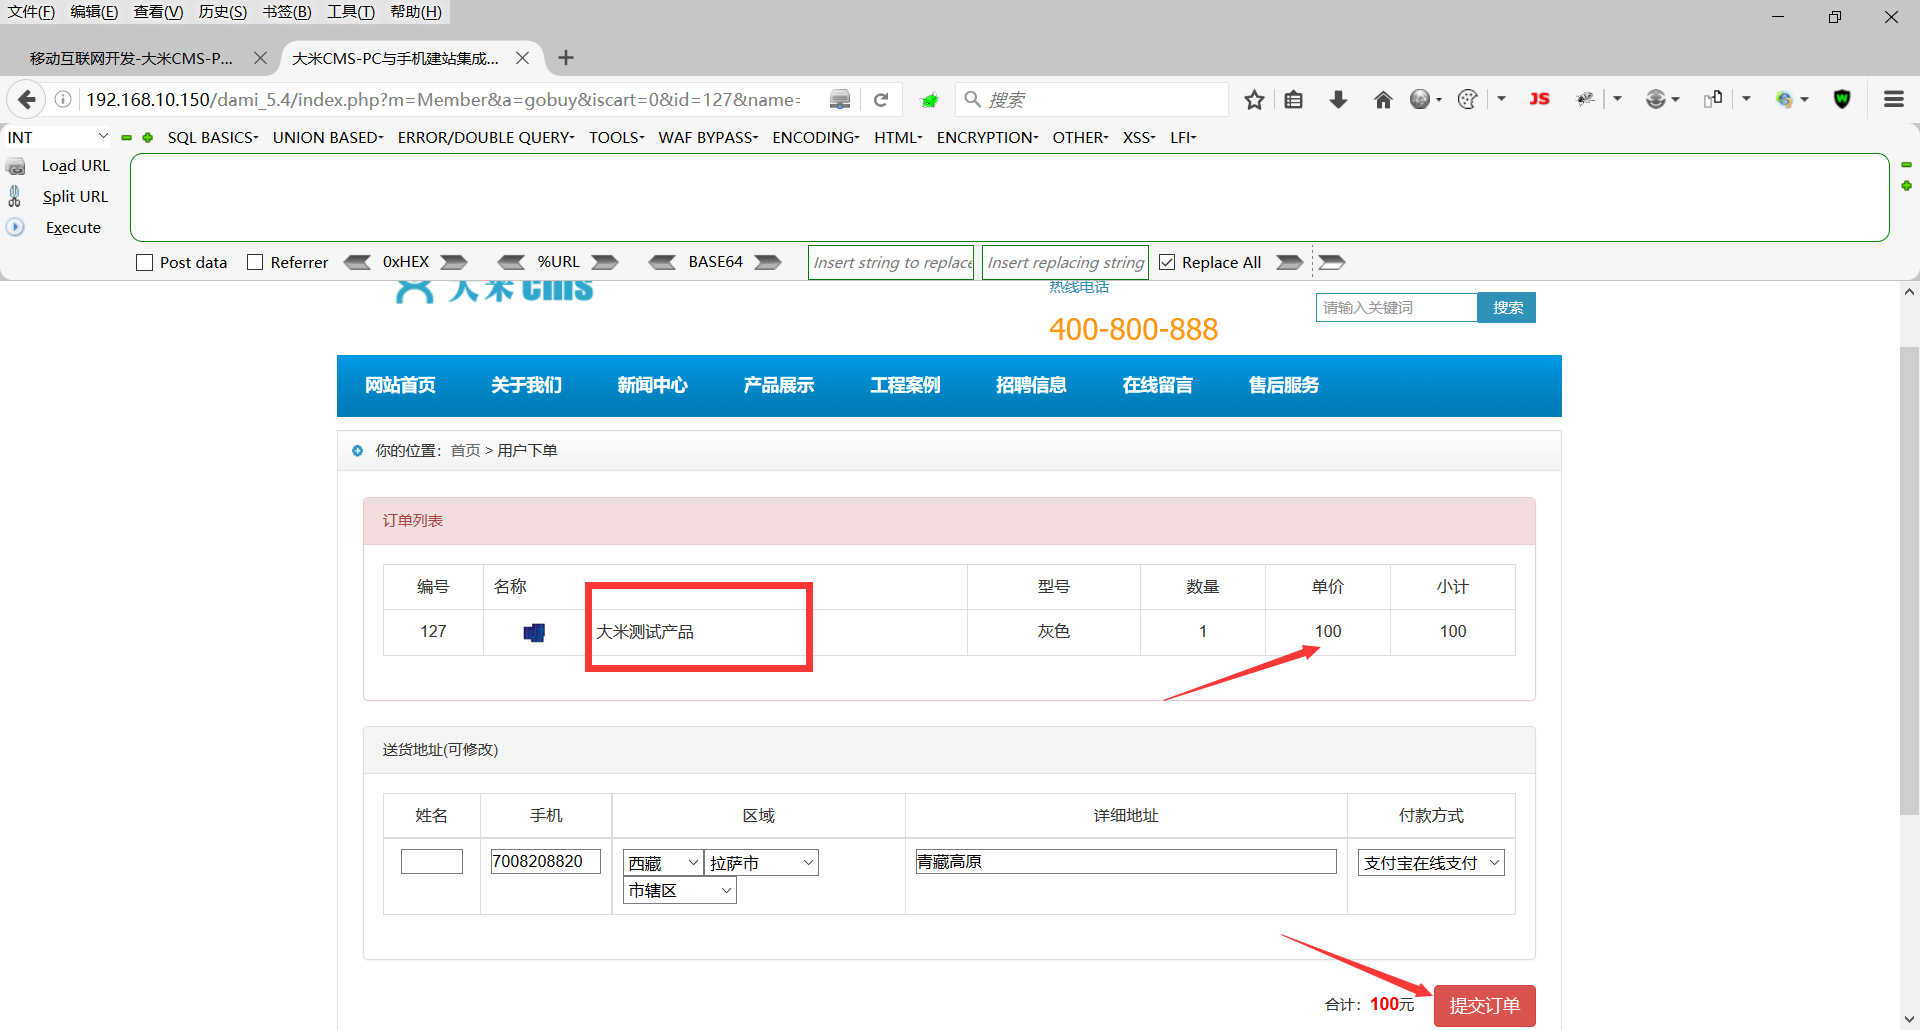 文件(F) 编辑(E) 查看(V) 历史(S) 书签(B) 工具(T) 帮助(H)
移动互联网开发-大米CMS-P... 大米CMS-PC与手机建站集成...
192.168.10.150/dami_5.4/index.php?m=Member&a=gobuy&iscart=0&id=127&name= 搜索 JS
INT SQL BASICS UNION BASED ERROR/DOUBLE QUERY TOOLS WAF BYPASS ENCODING HTML ENCRYPTION OTHER XSS LFI
Load URL
Split URL
Execute
Post data Referrer 0xHEX %URL BASE64 Insert string to replace Insert replacing string Replace All
大米cms
热线电话
请输入关键词 搜索
400-800-888
网站首页 关于我们 新闻中心 产品展示 工程案例 招聘信息 在线留言 售后服务
你的位置: 首页 > 用户下单
订单列表
编号 名称 型号 数量 单价 小计
127 大米测试产品 灰色 1 100 100
送货地址(可修改)
姓名 手机 区域 详细地址 付款方式
7008208820 西藏 拉萨市 青藏高原 支付宝在线支付
市辖区
合计: 100元 提交订单